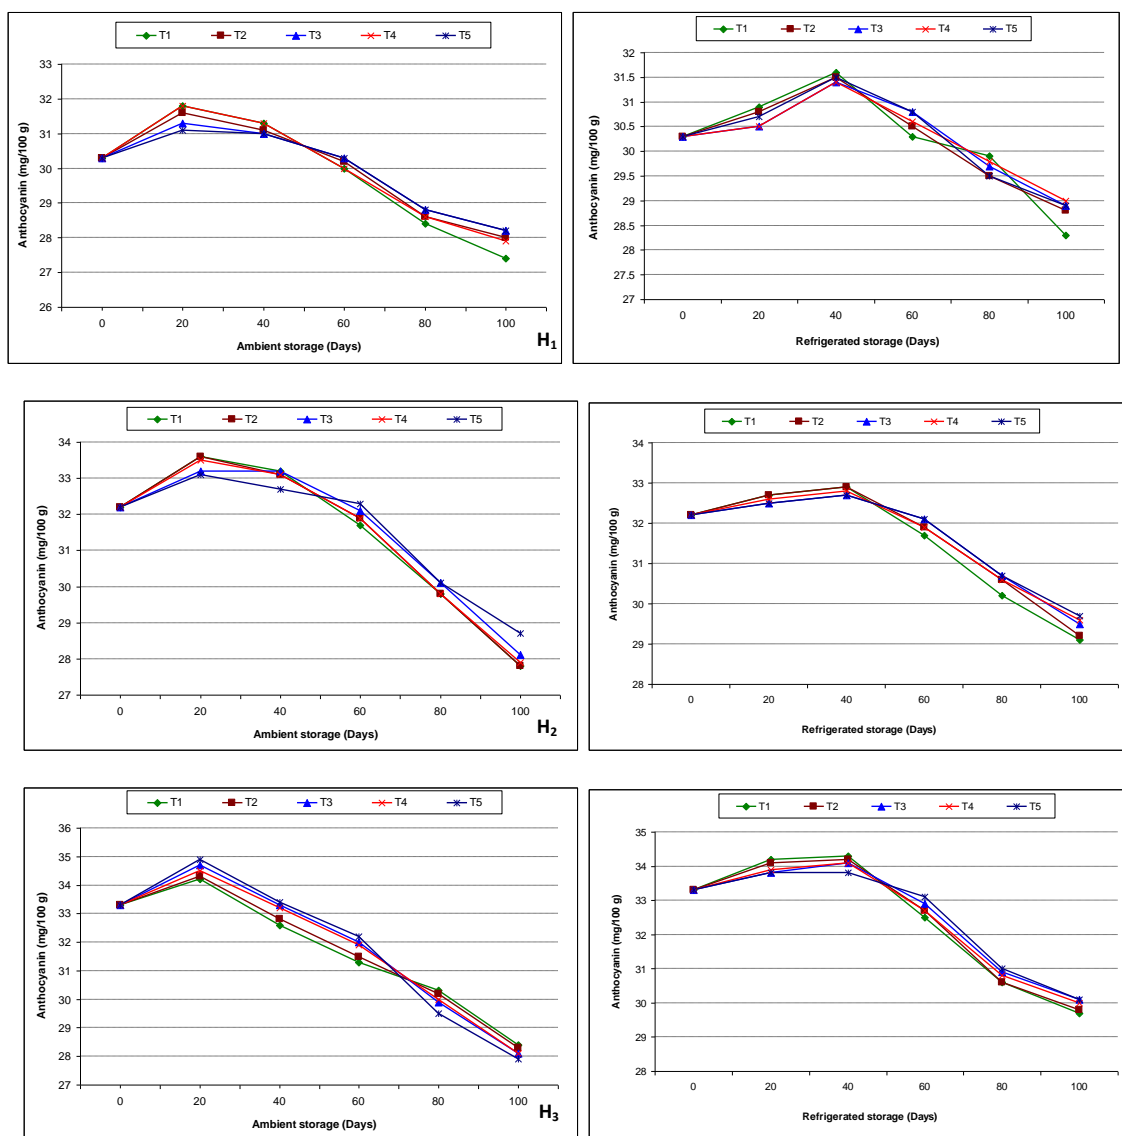 T1 T2 T3 T4 T5
33
32
31
30
29
28
27
26
Anthocyanin (mg/100 g)
0 20 40 60 80 100
Ambient storage (Days)
H1
T1 T2 T3 T4 T5
32
31.5
31
30.5
30
29.5
29
28.5
28
27.5
27
Anthocyanin (mg/100 g)
0 20 40 60 80 100
Refrigerated storage (Days)
T1 T2 T3 T4 T5
34
33
32
31
30
29
28
27
Anthocyanin (mg/100 g)
0 20 40 60 80 100
Ambient storage (Days)
H2
T1 T2 T3 T4 T5
34
33
32
31
30
29
28
Anthocyanin (mg/100 g)
0 20 40 60 80 100
Refrigerated storage (Days)
T1 T2 T3 T4 T5
36
35
34
33
32
31
30
29
28
27
Anthocyanin (mg/100 g)
0 20 40 60 80 100
Ambient storage (Days)
H3
T1 T2 T3 T4 T5
35
34
33
32
31
30
29
28
Anthocyanin (mg/100 g)
0 20 40 60 80 100
Refrigerated storage (Days)